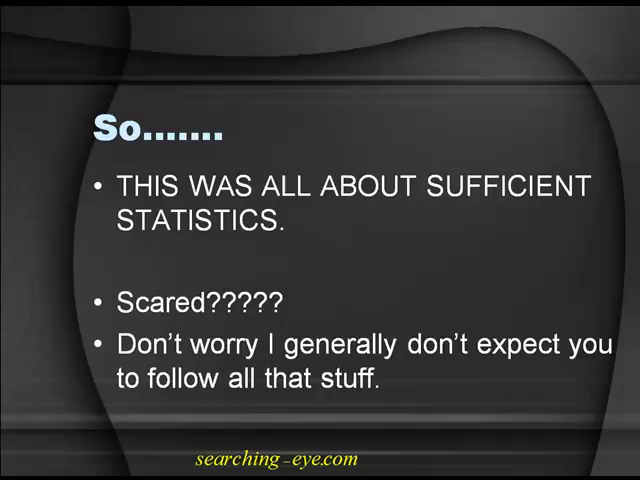 So.......
• THIS WAS ALL ABOUT SUFFICIENT
STATISTICS.
• Scared?????
• Don't worry I generally don't expect you
to follow all that stuff.
searching-eye.com